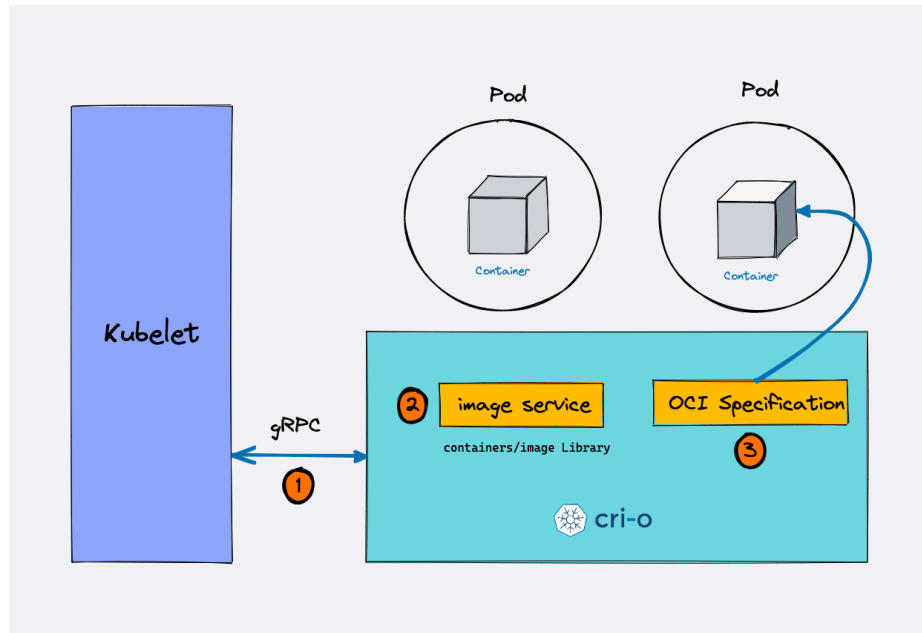 Pod
Pod
Container
Container
Kubelet
gRPC
1
2
image service
containers/image Library
OCI Specification
3
cri-o